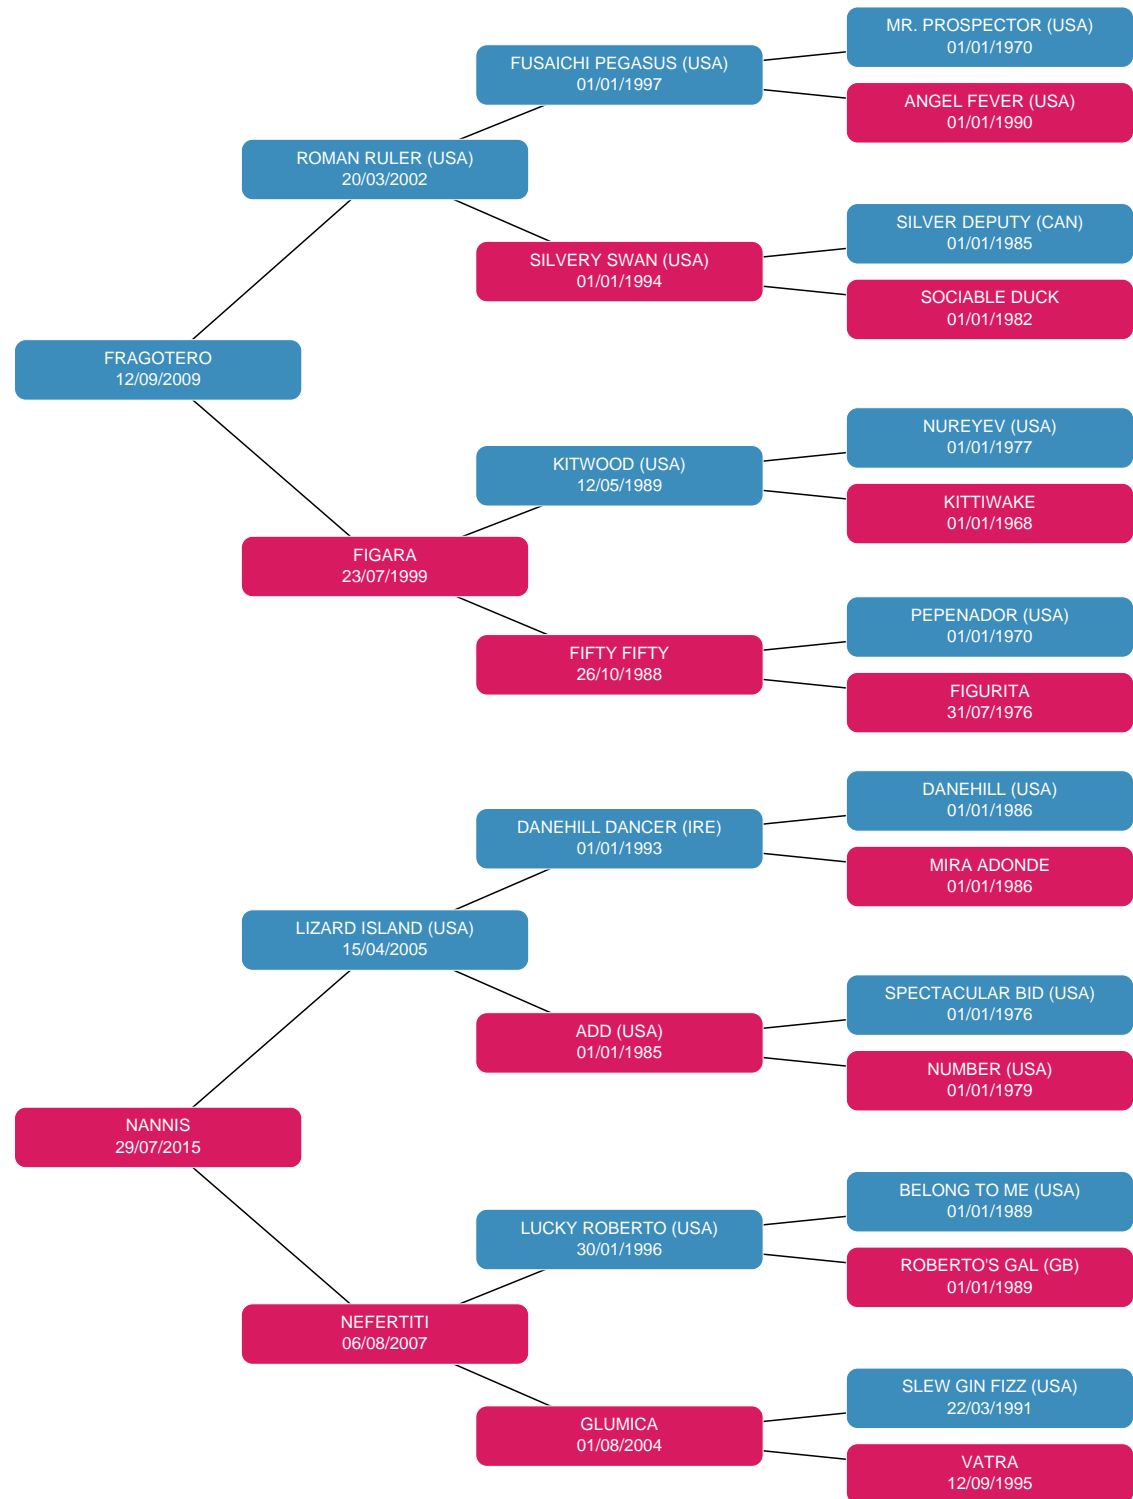 MR. PROSPECTOR (USA)
01/01/1970
FUSAICHI PEGASUS (USA)
01/01/1997
ANGEL FEVER (USA)
01/01/1990
ROMAN RULER (USA)
20/03/2002
SILVER DEPUTY (CAN)
01/01/1985
SILVERY SWAN (USA)
01/01/1994
SOCIABLE DUCK
01/01/1982
FRAGOTERO
12/09/2009
NUREYEV (USA)
01/01/1977
KITWOOD (USA)
12/05/1989
KITTIWAKE
01/01/1968
FIGARA
23/07/1999
PEPENADOR (USA)
01/01/1970
FIFTY FIFTY
26/10/1988
FIGURITA
31/07/1976
DANEHILL (USA)
01/01/1986
DANEHILL DANCER (IRE)
01/01/1993
MIRA ADONDE
01/01/1986
LIZARD ISLAND (USA)
15/04/2005
SPECTACULAR BID (USA)
01/01/1976
ADD (USA)
01/01/1985
NUMBER (USA)
01/01/1979
NANNIS
29/07/2015
BELONG TO ME (USA)
01/01/1989
LUCKY ROBERTO (USA)
30/01/1996
ROBERTO'S GAL (GB)
01/01/1989
NEFERTITI
06/08/2007
SLEW GIN FIZZ (USA)
22/03/1991
GLUMICA
01/08/2004
VATRA
12/09/1995